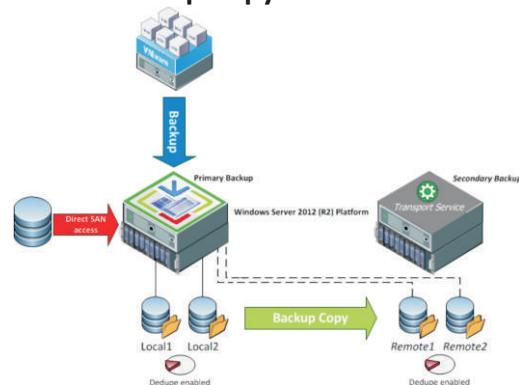 VMware
Backup
Primary Backup
Secondary Backup
Transport Service
Windows Server 2012 (R2) Platform
Direct SAN
access
Backup Copy
Local1
Local2
Remote1
Remote2
Dedupe enabled
Dedupe enabled